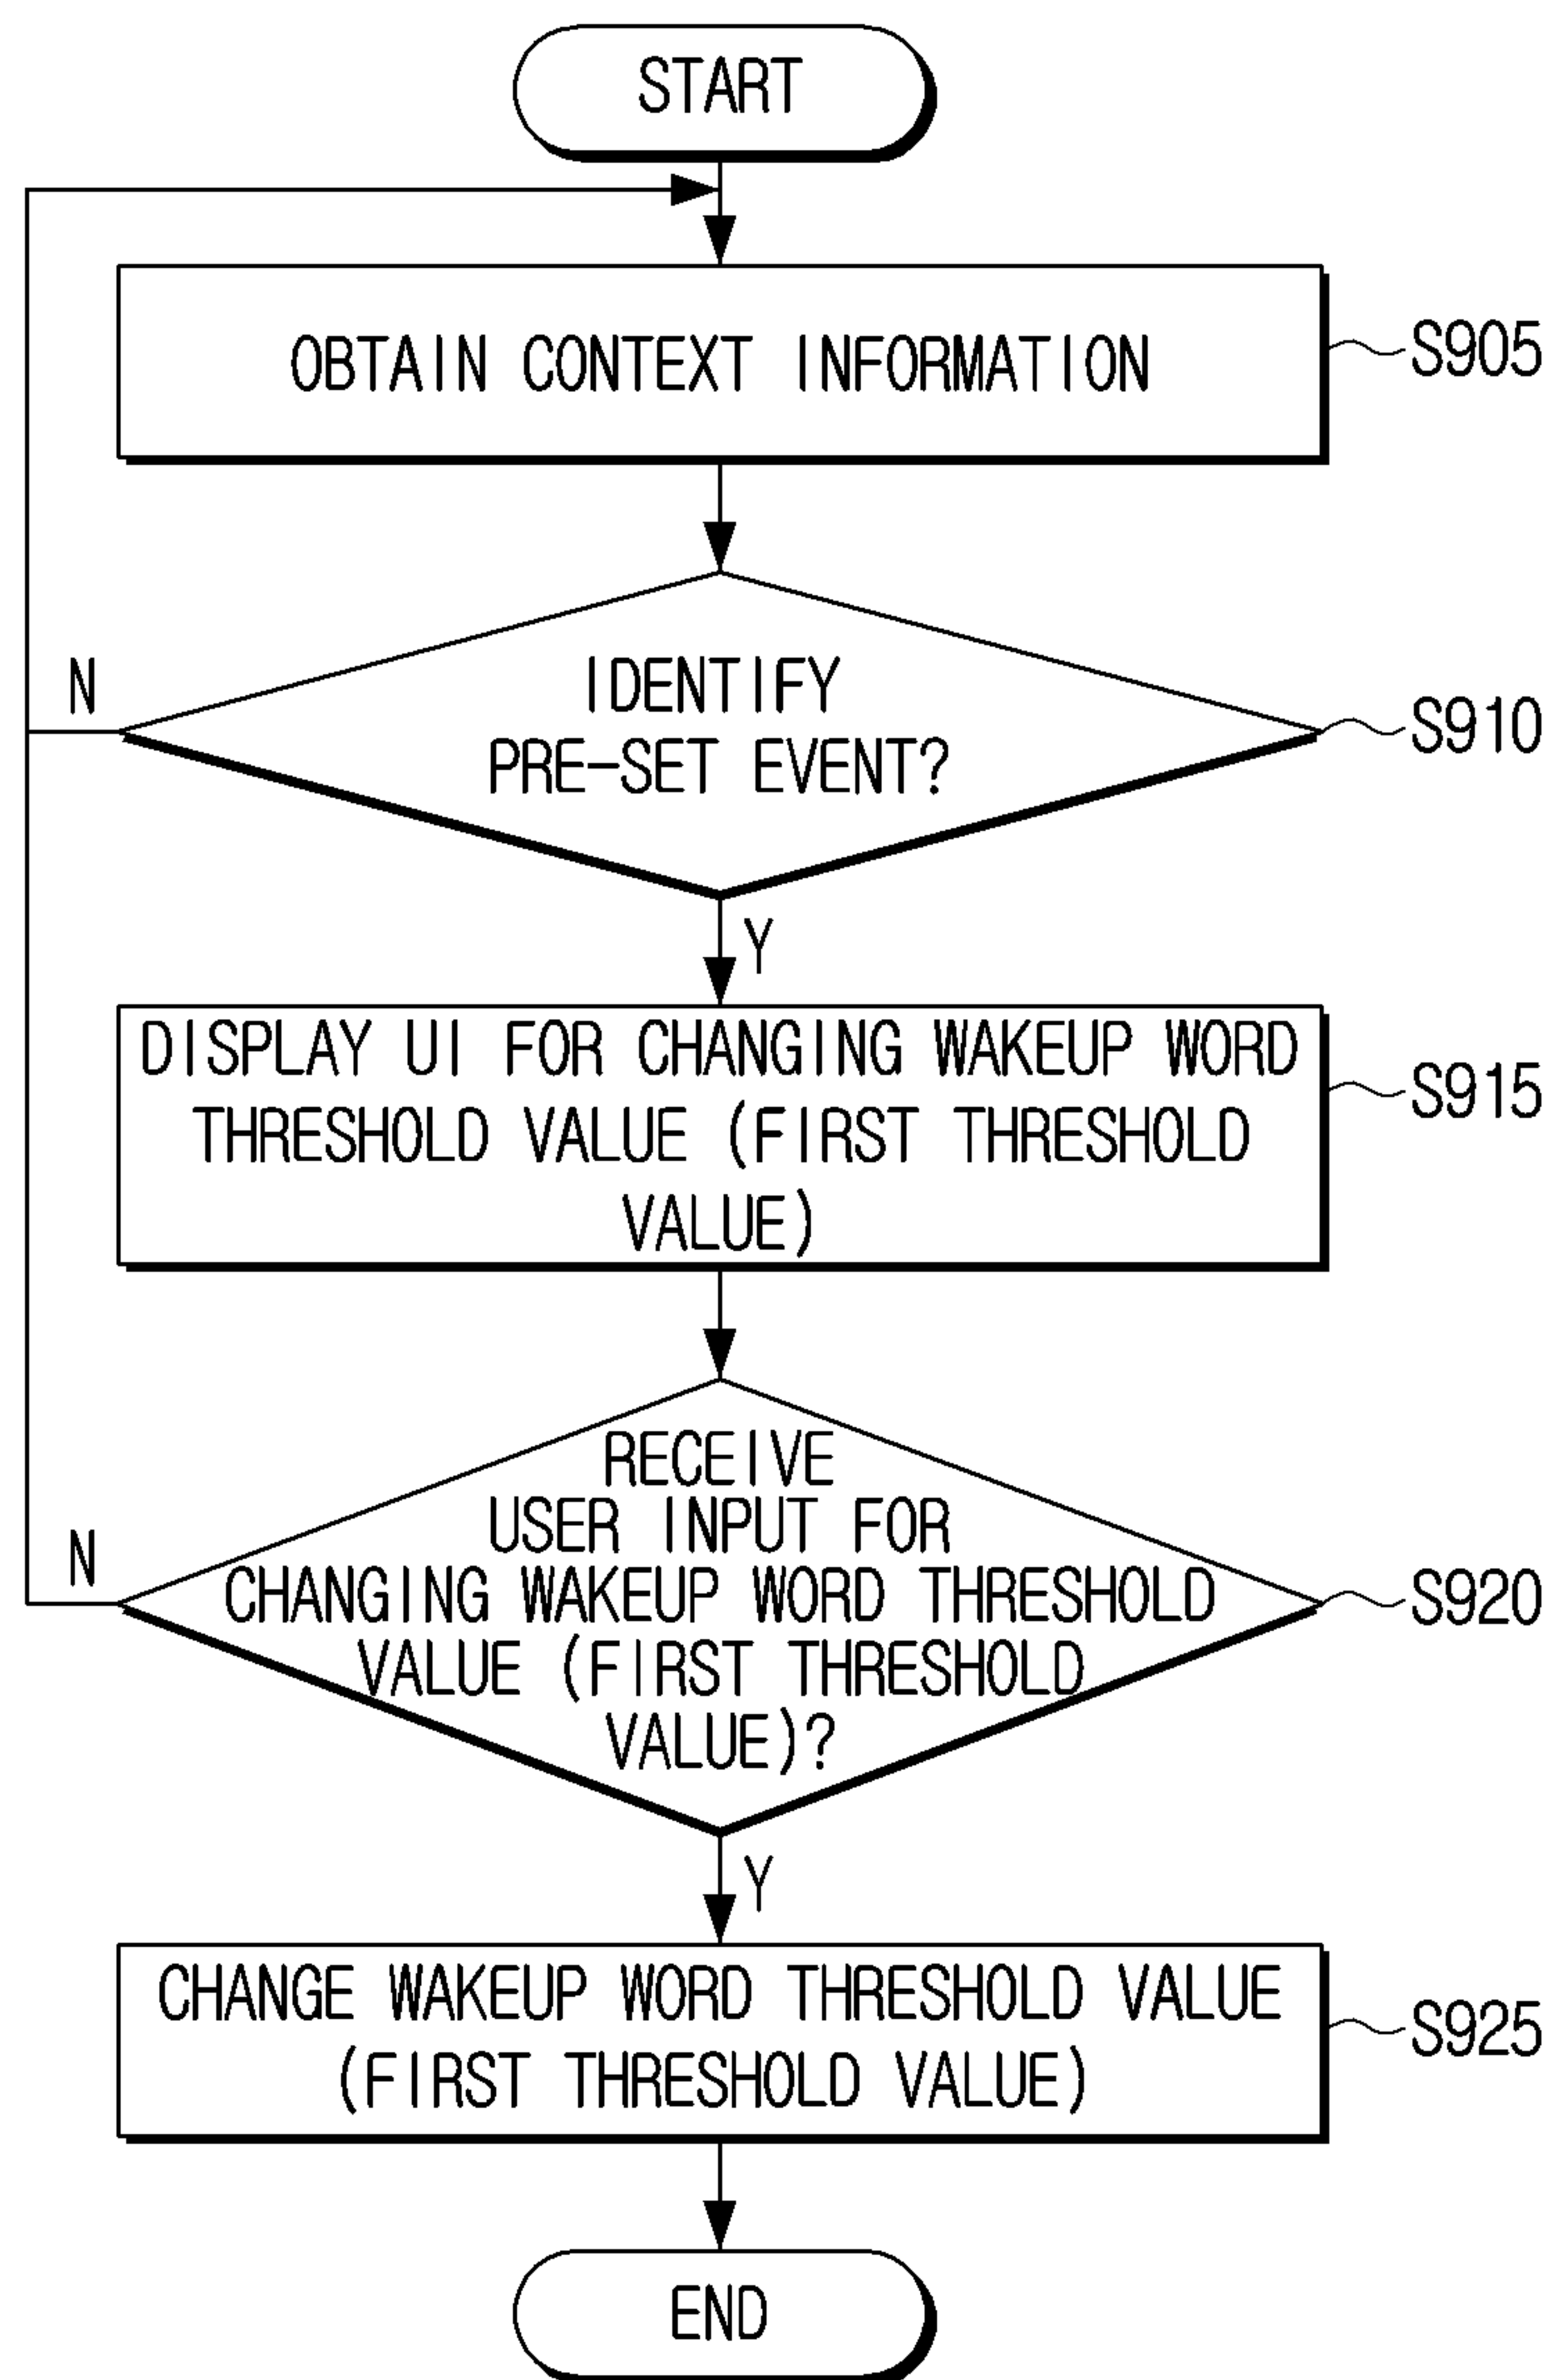 START
OBTAIN CONTEXT INFORMATION
S905
IDENTIFY
PRE-SET EVENT?
S910
N
Y
DISPLAY UI FOR CHANGING WAKEUP WORD
THRESHOLD VALUE (FIRST THRESHOLD
VALUE)
S915
RECEIVE
USER INPUT FOR
CHANGING WAKEUP WORD THRESHOLD
VALUE (FIRST THRESHOLD
VALUE)?
S920
N
Y
CHANGE WAKEUP WORD THRESHOLD VALUE
(FIRST THRESHOLD VALUE)
S925
END